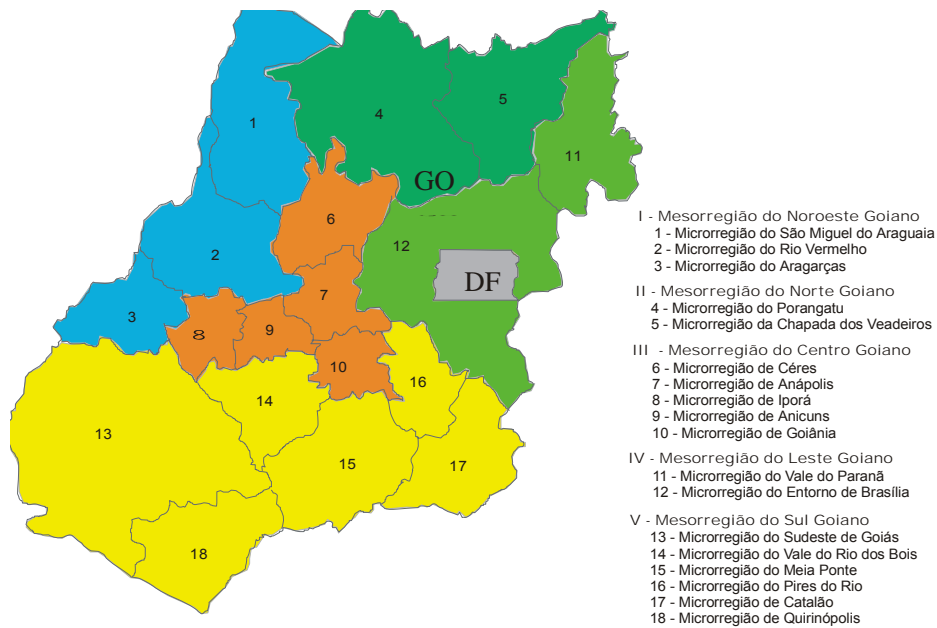 4
5
1
11
GO
6
12
2
DF
7
3
8
9
10
16
14
13
15
17
18
I - Mesorregião do Noroeste Goiano
1 - Microrregião do São Miguel do Araguaia
2 - Microrregião do Rio Vermelho
3 - Microrregião do Aragarças
II - Mesorregião do Norte Goiano
4 - Microrregião do Porangatu
5 - Microrregião da Chapada dos Veadeiros
III - Mesorregião do Centro Goiano
6 - Microrregião de Céres
7 - Microrregião de Anápolis
8 - Microrregião de Iporá
9 - Microrregião de Anicuns
10 - Microrregião de Goiânia
IV - Mesorregião do Leste Goiano
11 - Microrregião do Vale do Paranã
12 - Microrregião do Entorno de Brasília
V - Mesorregião do Sul Goiano
13 - Microrregião do Sudeste de Goiás
14 - Microrregião do Vale do Rio dos Bois
15 - Microrregião do Meia Ponte
16 - Microrregião do Pires do Rio
17 - Microrregião de Catalão
18 - Microrregião de Quirinópolis